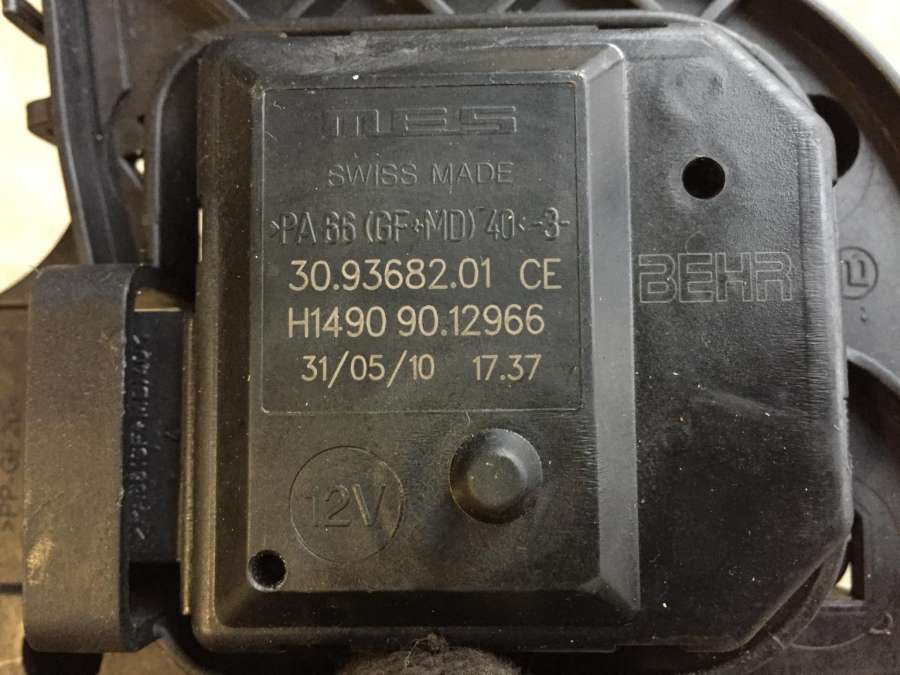 MES
SWISS MADE
>PA 66 (GF+MD) 40< -3-
30.93682.01 CE
H1490 90.12966
31/05/10 17.37
BEHR
12V
11